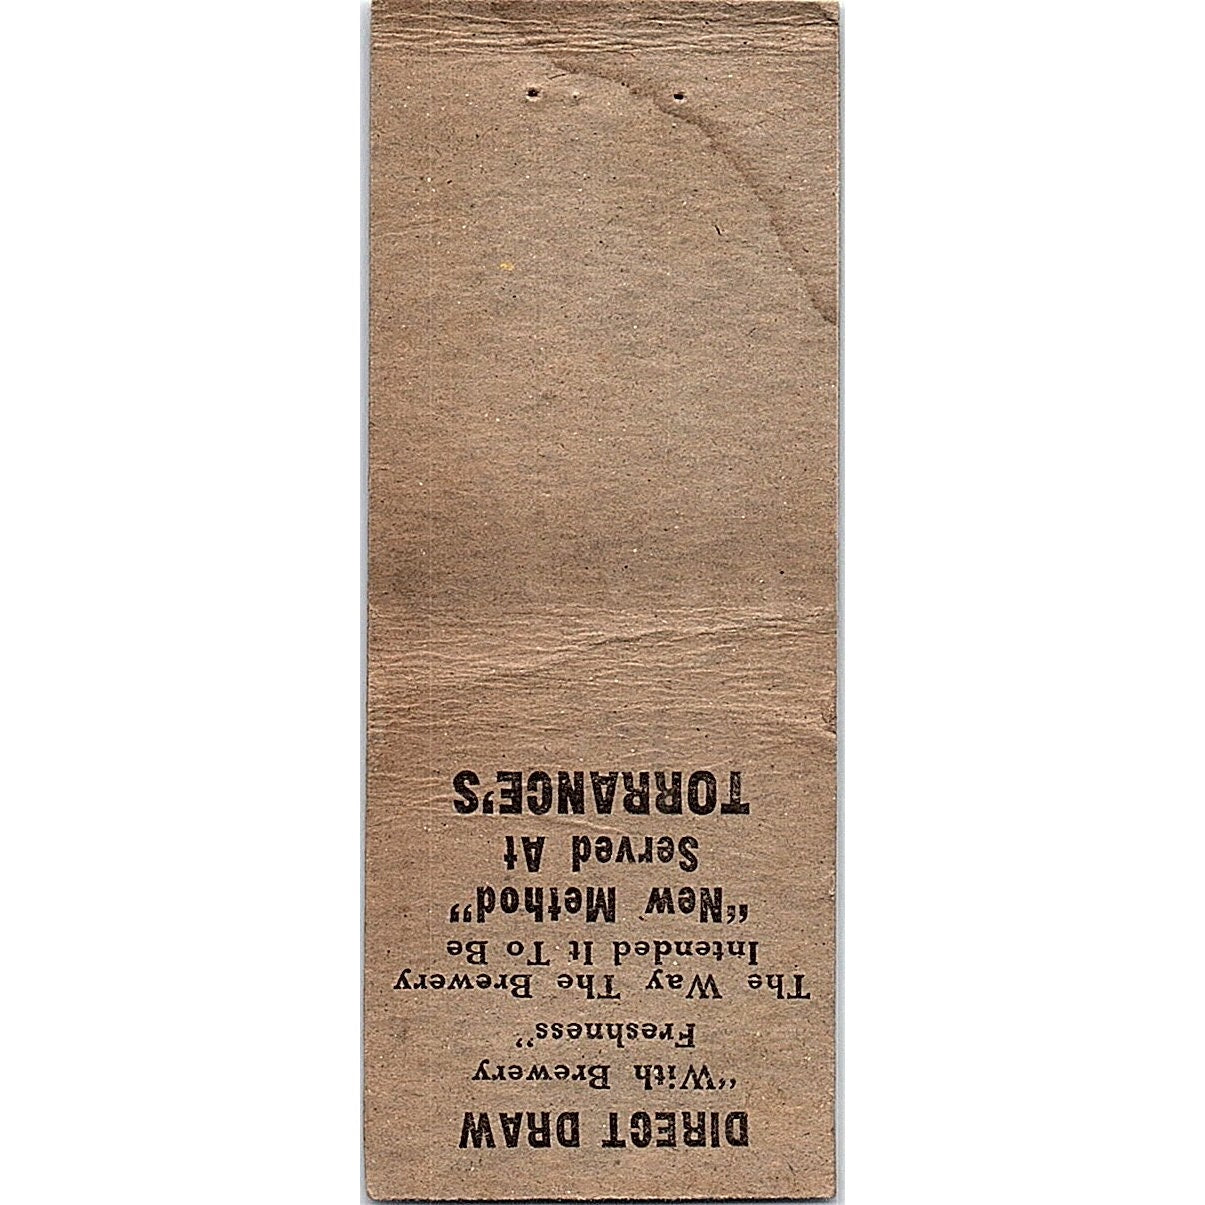 DIRECT DRAW
"With Brewery
Freshness"
The Way The Brewery
Intended It To Be
"New Method"
Served At
TORRANCE'S